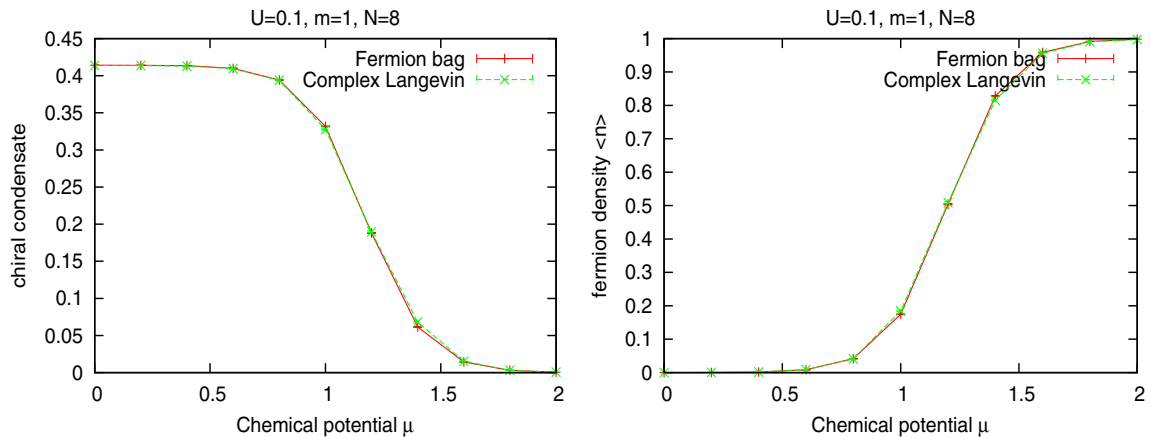 U=0.1, m=1, N=8
chiral condensate
0.45
0.4
0.35
0.3
0.25
0.2
0.15
0.1
0.05
0
Fermion bag
Complex Langevin
0 0.5 1 1.5 2
Chemical potential μ
U=0.1, m=1, N=8
fermion density <n>
1
0.9
0.8
0.7
0.6
0.5
0.4
0.3
0.2
0.1
0
Fermion bag
Complex Langevin
0 0.5 1 1.5 2
Chemical potential μ